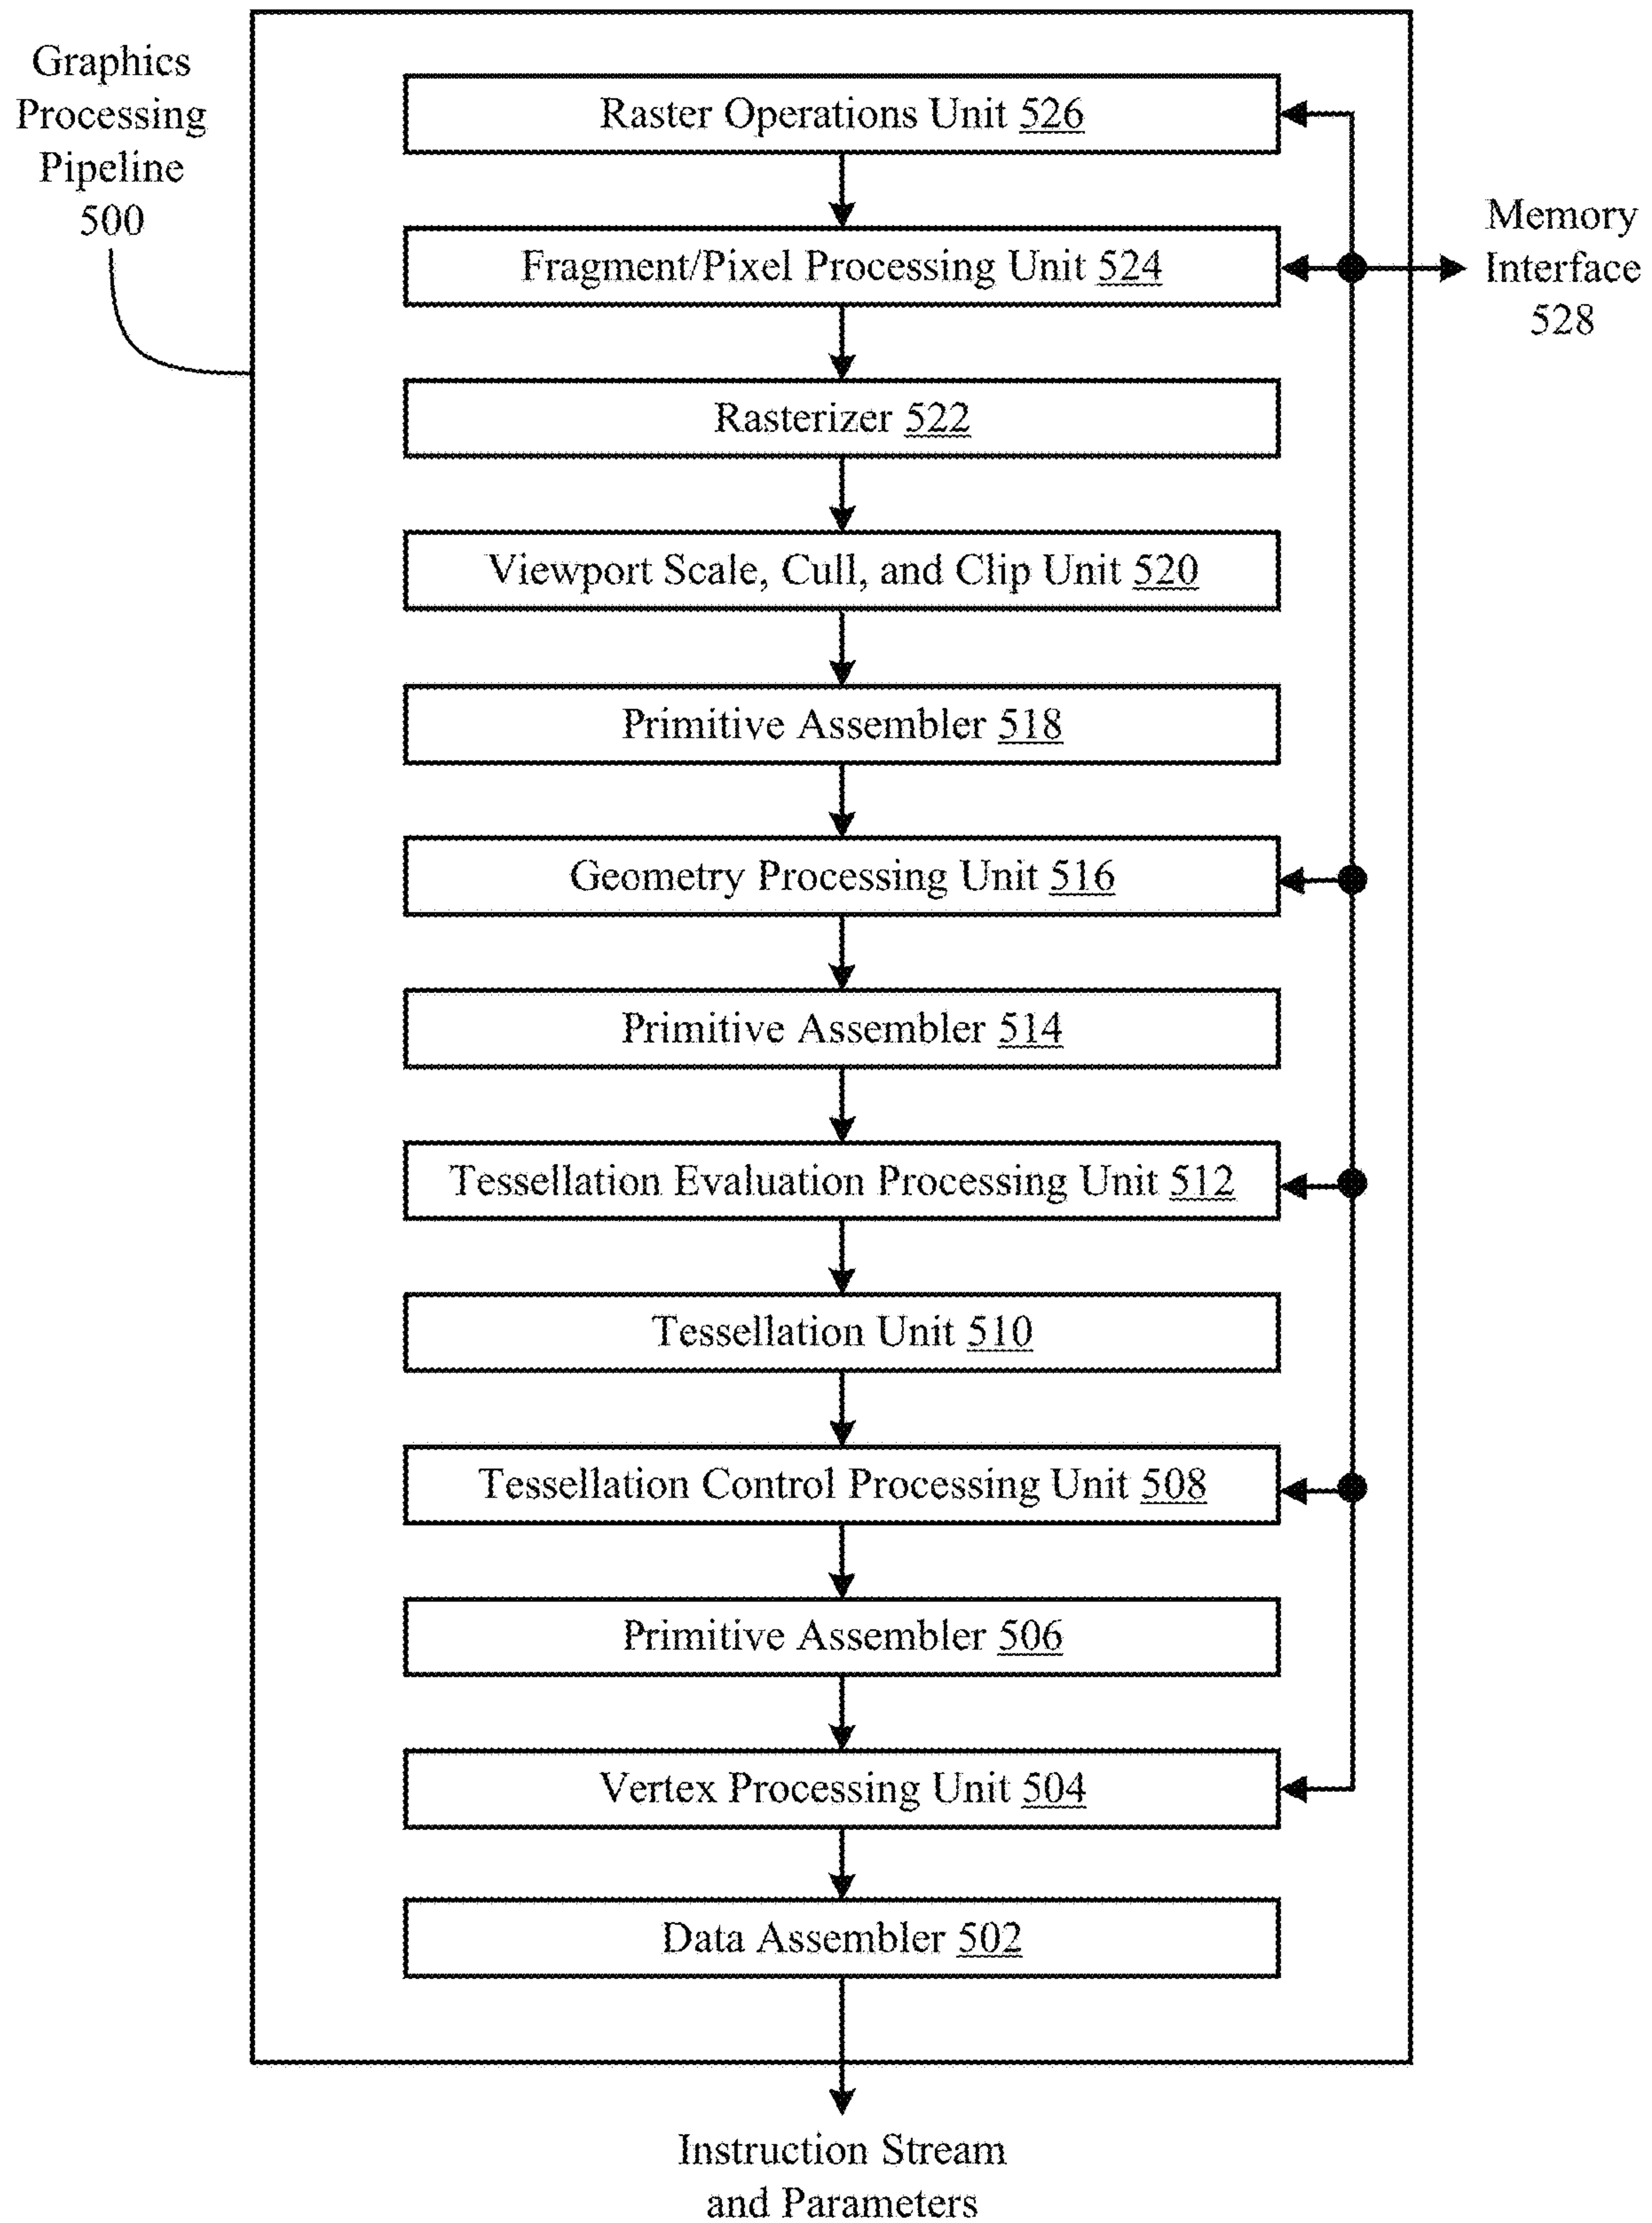 Graphics
Processing
Pipeline
500
Raster Operations Unit 526
Memory
Interface
528
Fragment/Pixel Processing Unit 524
Rasterizer 522
Viewport Scale, Cull, and Clip Unit 520
Primitive Assembler 518
Geometry Processing Unit 516
Primitive Assembler 514
Tessellation Evaluation Processing Unit 512
Tessellation Unit 510
Tessellation Control Processing Unit 508
Primitive Assembler 506
Vertex Processing Unit 504
Data Assembler 502
Instruction Stream
and Parameters